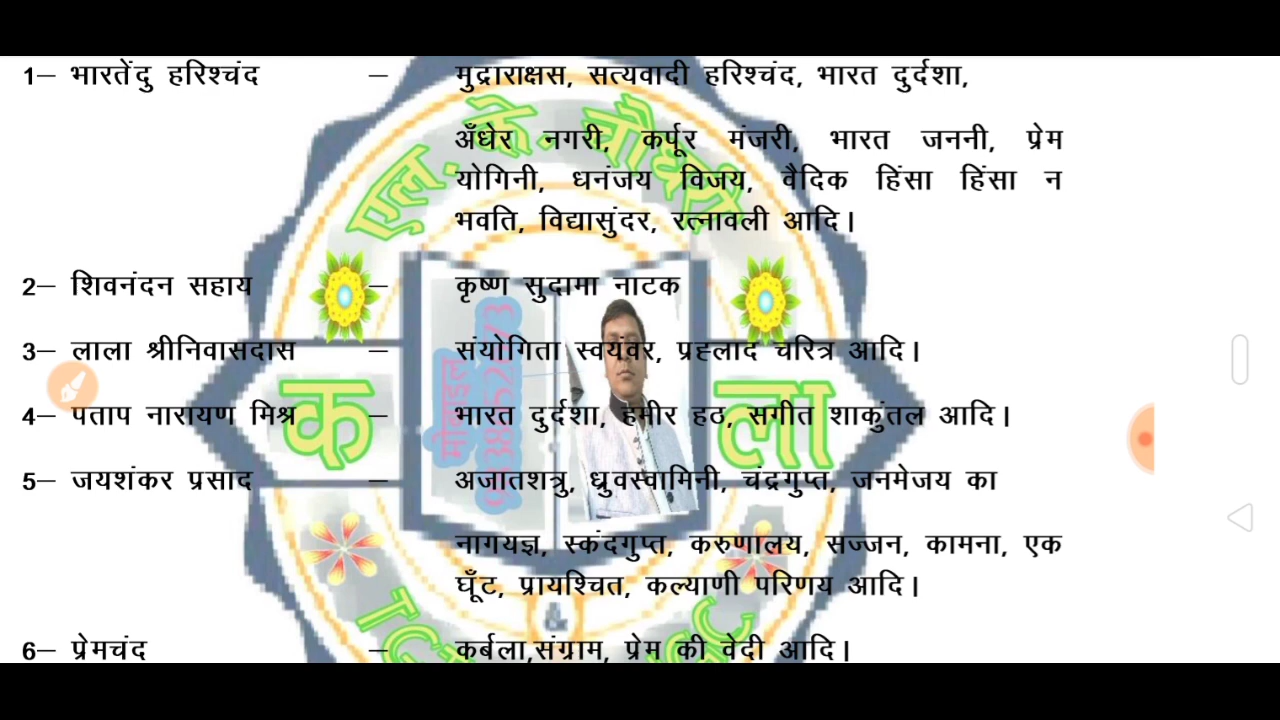 1– भारतेंदु हरिश्चंद – मुद्राराक्षस, सत्यवादी हरिश्चंद, भारत दुर्दशा,
अँधेर नगरी, कर्पूर मंजरी, भारत जननी, प्रेम
योगिनी, धनंजय विजय, वैदिक हिंसा हिंसा न
भवति, विद्यासुंदर, रत्नावली आदि।
2– शिवनंदन सहाय – कृष्ण सुदामा नाटक
3– लाला श्रीनिवासदास – संयोगिता स्वयंवर, प्रह्लाद चरित्र आदि।
4– पताप नारायण मिश्र – भारत दुर्दशा, हमीर हठ, सगीत शाकुंतल आदि।
5– जयशंकर प्रसाद – अजातशत्रु, ध्रुवस्वामिनी, चंद्रगुप्त, जनमेजय का
नागयज्ञ, स्कंदगुप्त, करुणालय, सज्जन, कामना, एक
घूँट, प्रायश्चित, कल्याणी परिणय आदि।
6– प्रेमचंद – कर्बला,संग्राम, प्रेम की वेदी आदि।
एल. के. चौधरी
क ला
मोबाइल
&